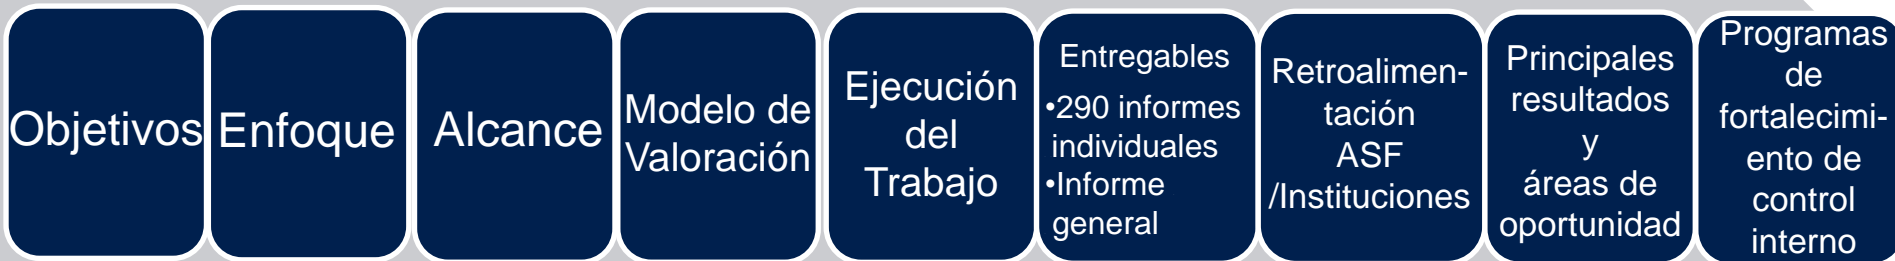 Objetivos
Enfoque
Alcance
Modelo de
Valoración
Ejecución
del
Trabajo
Entregables
•290 informes
individuales
•Informe
general
Retroalimen-
tación
ASF
/Instituciones
Principales
resultados
y
áreas de
oportunidad
Programas
de
fortalecimi-
ento de
control
interno